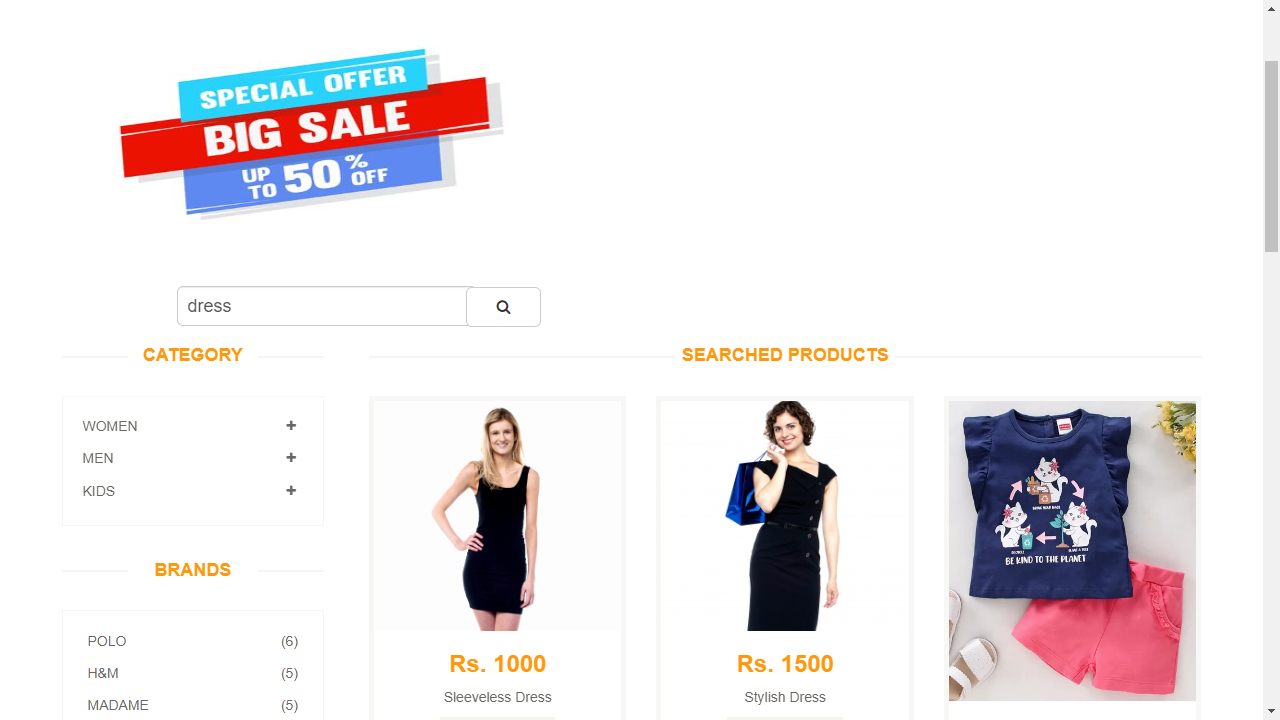 SPECIAL OFFER
BIG SALE
UP TO 50% OFF
dress
CATEGORY
WOMEN
MEN
KIDS
BRANDS
POLO (6)
H&M (5)
MADAME (5)
SEARCHED PRODUCTS
Rs. 1000
Sleeveless Dress
Rs. 1500
Stylish Dress
BE KIND TO THE PLANET